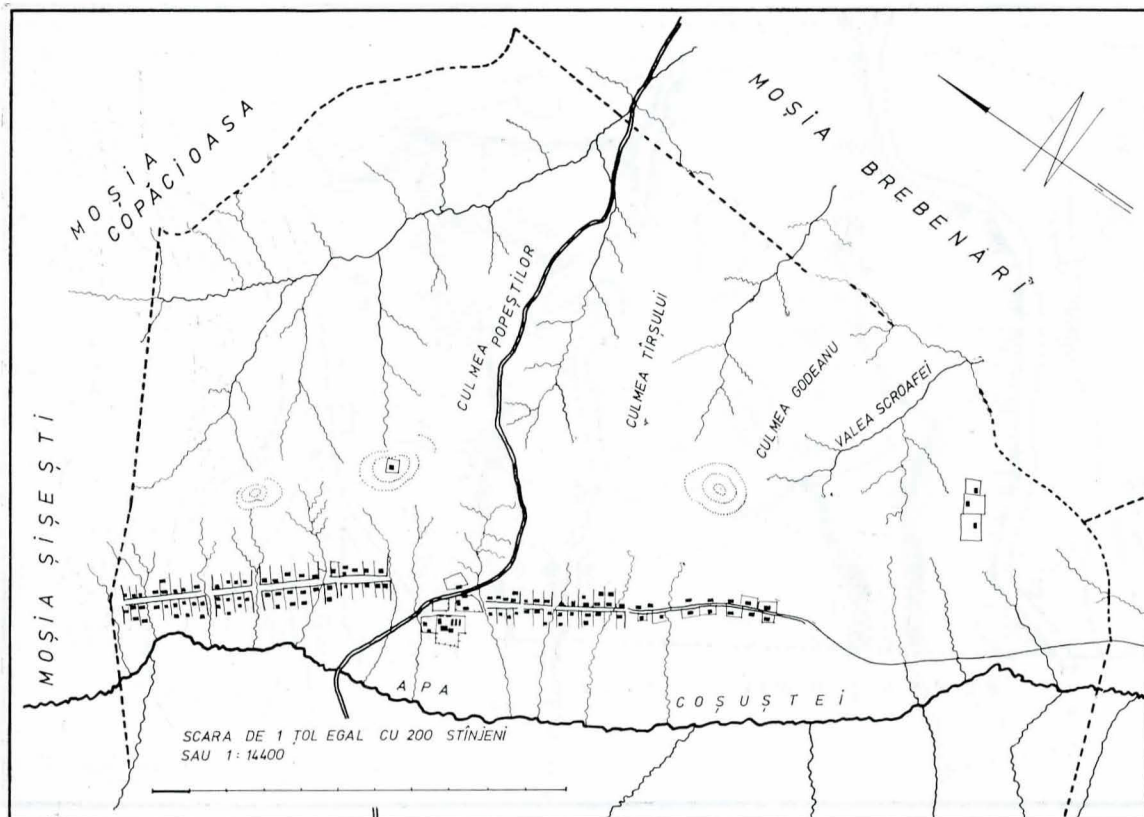 MOȘIA
COPĂCIOASA
MOȘIA BREBENARĬ
CULMEA POPEȘTILOR
CULMEA TÎRȘULUI
CULMEA GODEANU
VALEA SCROAFEI
MOȘIA ȘIȘEȘTI
APA COȘUȘTEI
SCARA DE 1 ȚOL EGAL CU 200 STÎNJENI
SAU 1:14400